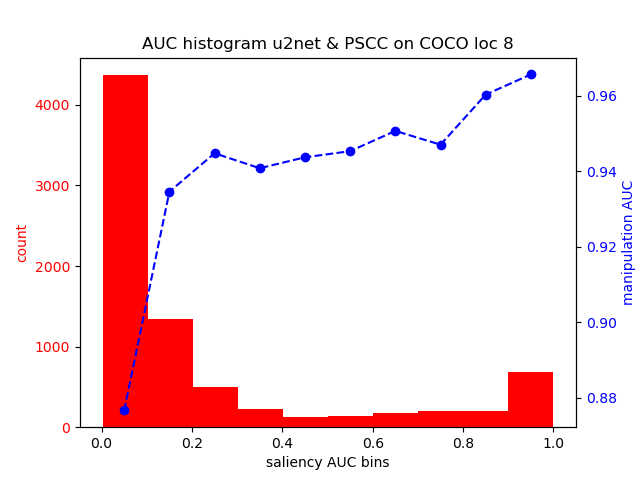 AUC histogram u2net & PSCC on COCO loc 8
count
4000
3000
2000
1000
0
0.0 0.2 0.4 0.6 0.8 1.0
saliency AUC bins
0.96
0.94
0.92
0.90
0.88
manipulation AUC